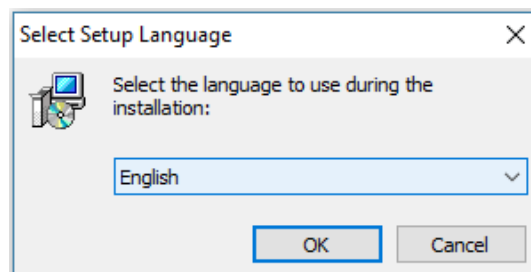 Select Setup Language
Select the language to use during the
installation:
English
OK
Cancel